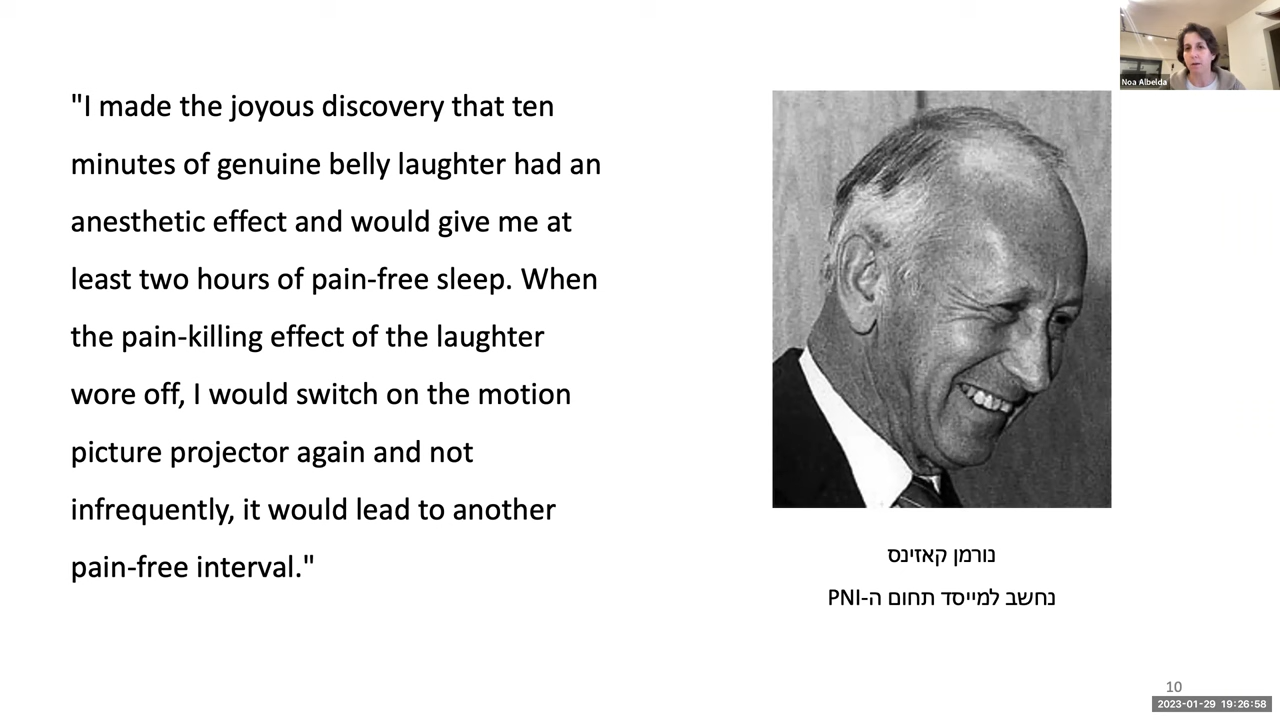 Noa Albelda
"I made the joyous discovery that ten
minutes of genuine belly laughter had an
anesthetic effect and would give me at
least two hours of pain-free sleep. When
the pain-killing effect of the laughter
wore off, I would switch on the motion
picture projector again and not
infrequently, it would lead to another
pain-free interval."
נורמן קאזינס
נחשב למייסד תחום ה-PNI
10
2023-01-29 19:26:58